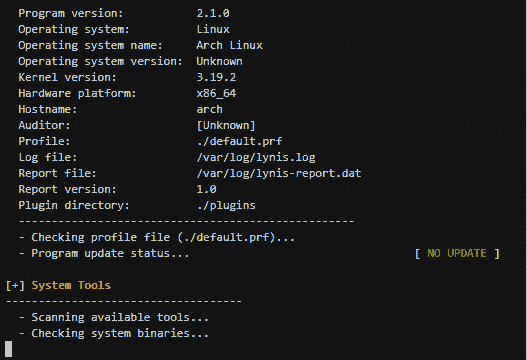 Program version:           2.1.0
Operating system:          Linux
Operating system name:     Arch Linux
Operating system version:  Unknown
Kernel version:            3.19.2
Hardware platform:         x86_64
Hostname:                  arch
Auditor:                   [Unknown]
Profile:                   ./default.prf
Log file:                  /var/log/lynis.log
Report file:               /var/log/lynis-report.dat
Report version:            1.0
Plugin directory:          ./plugins
---------------------------------------------------
- Checking profile file (./default.prf)...
- Program update status...                                  [ NO UPDATE ]
[+] System Tools
------------------------------------
- Scanning available tools...
- Checking system binaries...